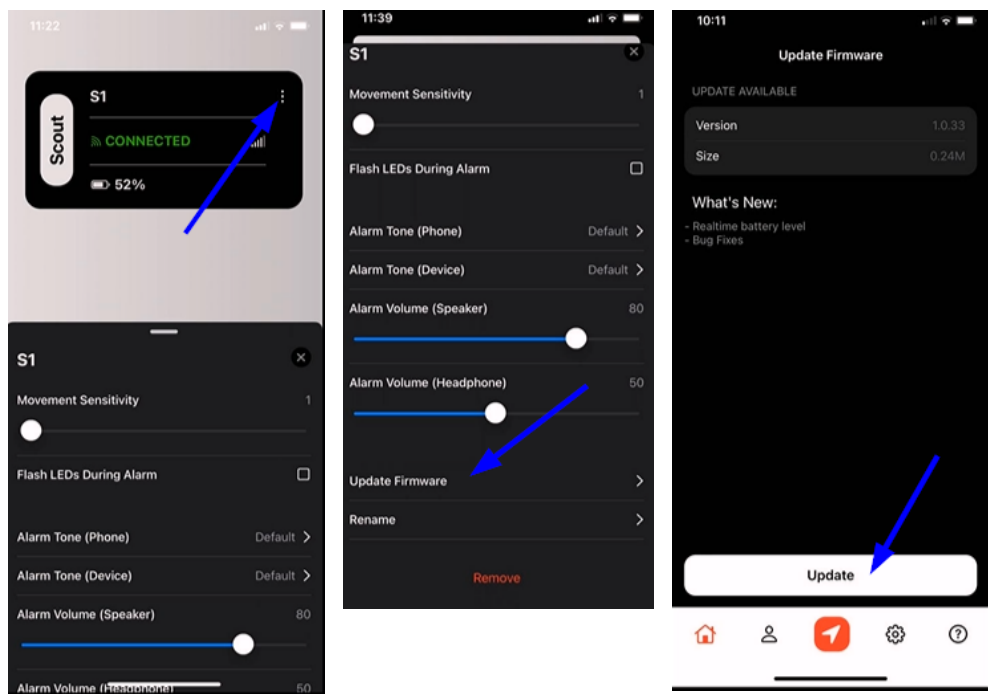 11:22
S1
Scout
CONNECTED
52%
S1
Movement Sensitivity 1
Flash LEDs During Alarm
Alarm Tone (Phone) Default
Alarm Tone (Device) Default
Alarm Volume (Speaker) 80
Alarm Volume (Headphone) 50
11:39
S1
Movement Sensitivity 1
Flash LEDs During Alarm
Alarm Tone (Phone) Default
Alarm Tone (Device) Default
Alarm Volume (Speaker) 80
Alarm Volume (Headphone) 50
Update Firmware
Rename
Remove
10:11
Update Firmware
UPDATE AVAILABLE
Version 1.0.33
Size 0.24M
What's New:
- Realtime battery level
- Bug Fixes
Update